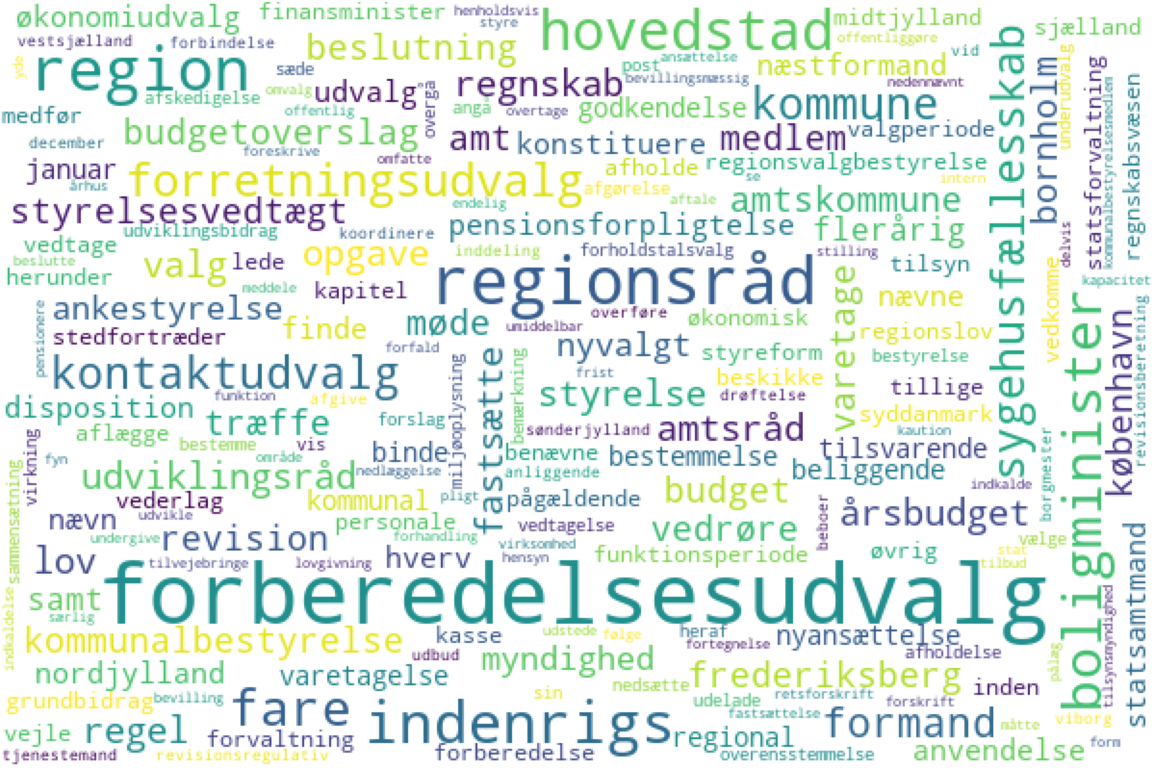 økonomiudvalg finansminister henholdsvis styre hovedstad midtjylland offentliggøre sjælland
vestsjælland forbindelse beslutning ansættelse post bevillingsmæssig næstformand vid
yde region sæde udvalg regnskab nedennævnt
afskedigelse omvalg offentlig overgå angå overtage godkendelse kommune
medfør budgetoverslag amt konstituere medlem valgperiode
december foreskrive omfatte afholde regionsvalgbestyrelse
januar århus forretningsudvalg afgørelse se intern
styrelsesvedtægt endelig aftale amtskommune
udviklingsbidrag koordinere pensionsforpligtelse flerårig
vedtage beslutte valg lede opgave inddeling forholdstalsvalg stilling
herunder meddele kapitel regionsråd tilsyn
ankestyrelse finde overføre økonomisk nævne
stedfortræder møde umiddelbar regionslov
forfald nyvalgt styreform bestyrelse
kontaktudvalg frist beskikke tillige
pensionere funktion afgive styrelse drøftelse
disposition træffe forslag syddanmark
aflægge bestemme vis sønderjylland amtsråd kaution
binde benævne bestemmelse tilsvarende
fyn område udviklingsråd nedlæggelse anliggende beliggende
virkning vederlag kommunal pligt pågældende budget indkalde
nævn udvikle personale vedtagelse vedrøre årsbudget
undergive revision forhandling virksomhed
lov tilvejebringe lovgivning hverv hensyn funktionsperiode øvrig stat tilbud vælge
samt særlig forberedelsesudvalg
kommunalbestyrelse kasse udstede følge heraf nyansættelse
udbud fortegnelse afholdelse
nordjylland varetagelse myndighed nedsætte frederiksberg inden
grundbidrag bevilling sin udelade retsforskrift forskrift
fare indenrigs fastsættelse formand måtte viborg
vejle regel forvaltning regional form
tjenestemand revisionsregulativ forberedelse overensstemmelse anvendelse
sammensætning
indkaldelse
miljøoplysning
fastsætte
bemærkning
varetage
beboer
sygehusfællesskab
bornholm
underudvalg
delvis
vedkomme
borgmester
pålæg
boligminister
statsforvaltning
kommunalbestyrelsesmedlem
regnskabsvæsen
kapacitet
københavn
revisionsberetning
tilsynsmyndighed
statsamtmand